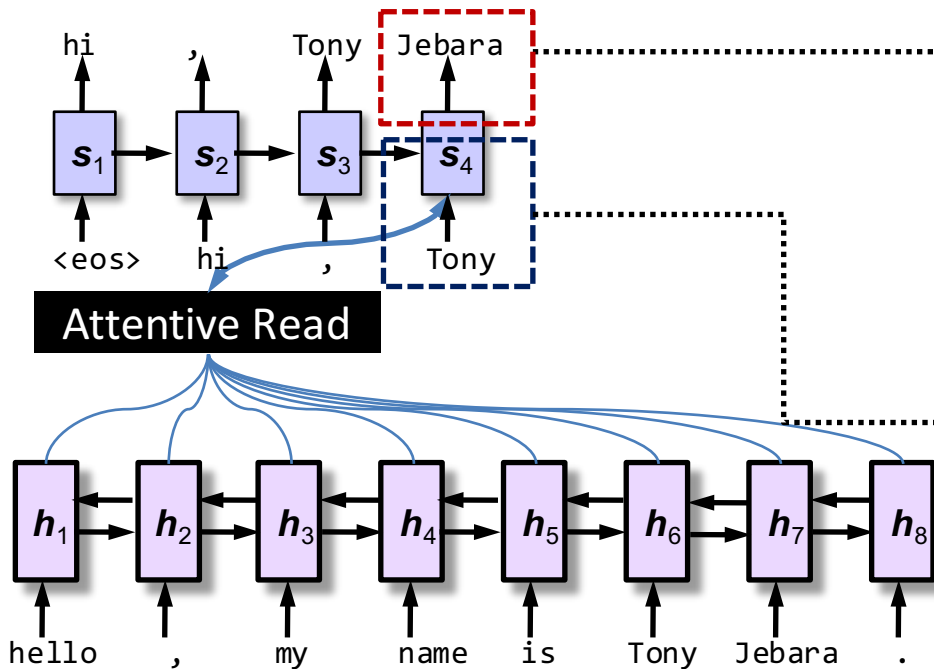 hi , Tony Jebara
s1 s2 s3 s4
<eos> hi , Tony
Attentive Read
h1 h2 h3 h4 h5 h6 h7 h8
hello , my name is Tony Jebara .